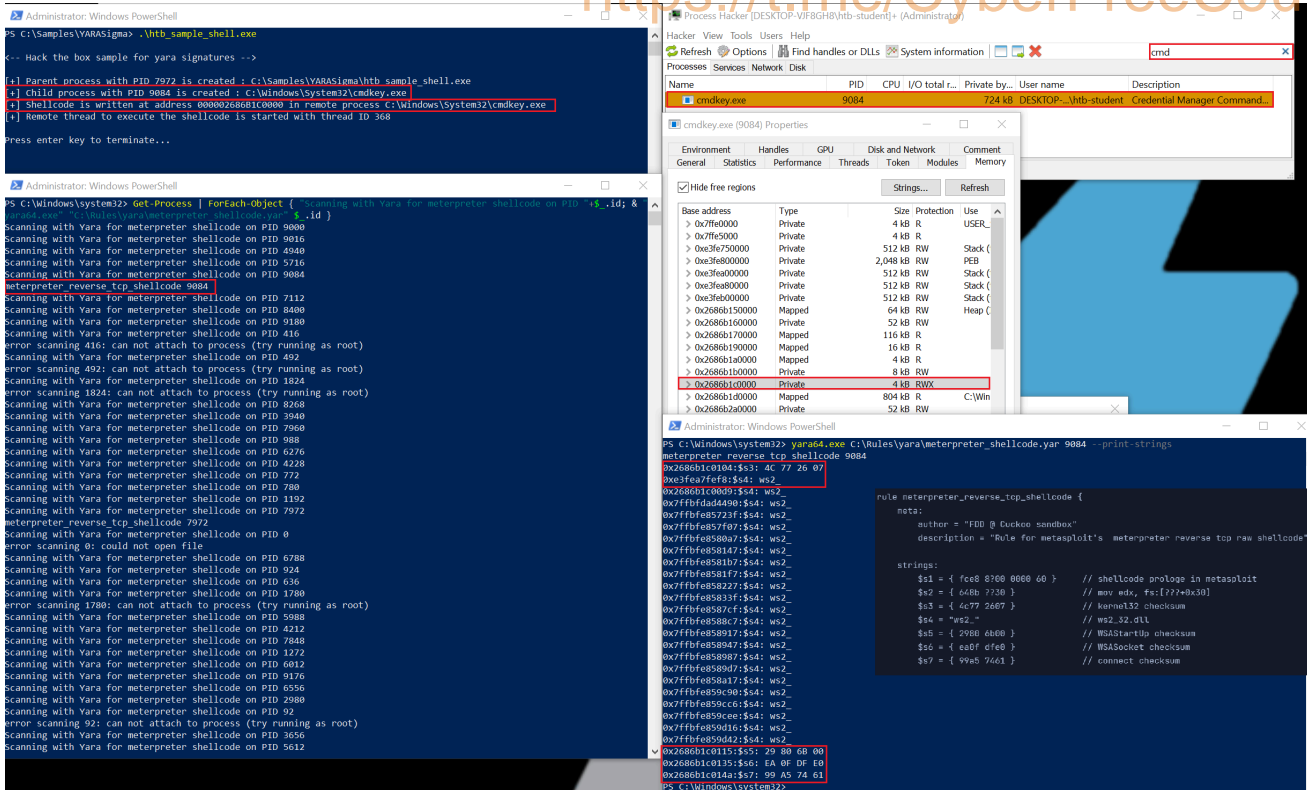 https://t.me/CyberFreeCou
Administrator: Windows PowerShell
PS C:\Samples\YARASigma> .\htb_sample_shell.exe
<-- Hack the box sample for yara signatures -->
[+] Parent process with PID 7972 is created : C:\Samples\YARASigma\htb_sample_shell.exe
[+] Child process with PID 9084 is created : C:\Windows\System32\cmdkey.exe
[+] Shellcode is written at address 000002686B1C0000 in remote process C:\Windows\System32\cmdkey.exe
[+] Remote thread to execute the shellcode is started with thread ID 368
Press enter key to terminate...
Administrator: Windows PowerShell
PS C:\Windows\system32> Get-Process | ForEach-Object { "Scanning with Yara for meterpreter shellcode on PID "+$_.id; &
yara64.exe" "C:\Rules\yara\meterpreter_shellcode.yar" $_.id }
Scanning with Yara for meterpreter shellcode on PID 9000
Scanning with Yara for meterpreter shellcode on PID 9016
Scanning with Yara for meterpreter shellcode on PID 4940
Scanning with Yara for meterpreter shellcode on PID 5716
Scanning with Yara for meterpreter shellcode on PID 9084
meterpreter_reverse_tcp_shellcode 9084
Scanning with Yara for meterpreter shellcode on PID 7112
Scanning with Yara for meterpreter shellcode on PID 8400
Scanning with Yara for meterpreter shellcode on PID 9180
Scanning with Yara for meterpreter shellcode on PID 416
error scanning 416: can not attach to process (try running as root)
Scanning with Yara for meterpreter shellcode on PID 492
error scanning 492: can not attach to process (try running as root)
Scanning with Yara for meterpreter shellcode on PID 1824
error scanning 1824: can not attach to process (try running as root)
Scanning with Yara for meterpreter shellcode on PID 8268
Scanning with Yara for meterpreter shellcode on PID 3940
Scanning with Yara for meterpreter shellcode on PID 7960
Scanning with Yara for meterpreter shellcode on PID 988
Scanning with Yara for meterpreter shellcode on PID 6276
Scanning with Yara for meterpreter shellcode on PID 4228
Scanning with Yara for meterpreter shellcode on PID 772
Scanning with Yara for meterpreter shellcode on PID 780
Scanning with Yara for meterpreter shellcode on PID 1192
Scanning with Yara for meterpreter shellcode on PID 7972
meterpreter_reverse_tcp_shellcode 7972
Scanning with Yara for meterpreter shellcode on PID 0
error scanning 0: could not open file
Scanning with Yara for meterpreter shellcode on PID 6788
Scanning with Yara for meterpreter shellcode on PID 924
Scanning with Yara for meterpreter shellcode on PID 636
Scanning with Yara for meterpreter shellcode on PID 1780
error scanning 1780: can not attach to process (try running as root)
Scanning with Yara for meterpreter shellcode on PID 5988
Scanning with Yara for meterpreter shellcode on PID 4212
Scanning with Yara for meterpreter shellcode on PID 7848
Scanning with Yara for meterpreter shellcode on PID 1272
Scanning with Yara for meterpreter shellcode on PID 6012
Scanning with Yara for meterpreter shellcode on PID 9176
Scanning with Yara for meterpreter shellcode on PID 6556
Scanning with Yara for meterpreter shellcode on PID 2980
Scanning with Yara for meterpreter shellcode on PID 92
error scanning 92: can not attach to process (try running as root)
Scanning with Yara for meterpreter shellcode on PID 3656
Scanning with Yara for meterpreter shellcode on PID 5612
Process Hacker [DESKTOP-VJF8GH8\htb-student]+ (Administrator)
Hacker View Tools Users Help
Refresh Options Find handles or DLLs System information cmd
Processes Services Network Disk
Name PID CPU I/O total r... Private by... User name Description
cmdkey.exe 9084 724 kB DESKTOP-...\htb-student Credential Manager Command...
cmdkey.exe (9084) Properties
Environment Handles GPU Disk and Network Comment
General Statistics Performance Threads Token Modules Memory
Hide free regions Strings... Refresh
Base address Type Size Protection Use
0x7ffe0000 Private 4 kB R USER_
0x7ffe5000 Private 4 kB R
0xe3fe750000 Private 512 kB RW Stack (
0xe3fe800000 Private 2,048 kB RW PEB
0xe3fea00000 Private 512 kB RW Stack (
0xe3fea80000 Private 512 kB RW Stack (
0xe3feb00000 Private 512 kB RW Stack (
0x2686b150000 Mapped 64 kB RW Heap (
0x2686b160000 Private 52 kB RW
0x2686b170000 Mapped 116 kB R
0x2686b190000 Mapped 16 kB R
0x2686b1a0000 Mapped 4 kB R
0x2686b1b0000 Private 8 kB RW
0x2686b1c0000 Private 4 kB RWX
0x2686b1d0000 Mapped 804 kB R C:\Win
0x2686b2a0000 Private 52 kB RW
Administrator: Windows PowerShell
PS C:\Windows\system32> yara64.exe C:\Rules\yara\meterpreter_shellcode.yar 9084 --print-strings
meterpreter_reverse_tcp_shellcode 9084
0x2686b1c0104:$s3: 4C 77 26 07
0xe3fea7fef8:$s4: ws2_
0x2686b1c00d9:$s4: ws2_
0x7ffbfdad4490:$s4: ws2_
0x7ffbfe85723f:$s4: ws2_
0x7ffbfe857f07:$s4: ws2_
0x7ffbfe8580a7:$s4: ws2_
0x7ffbfe858147:$s4: ws2_
0x7ffbfe8581b7:$s4: ws2_
0x7ffbfe8581f7:$s4: ws2_
0x7ffbfe858227:$s4: ws2_
0x7ffbfe85833f:$s4: ws2_
0x7ffbfe8587cf:$s4: ws2_
0x7ffbfe8588c7:$s4: ws2_
0x7ffbfe858917:$s4: ws2_
0x7ffbfe858947:$s4: ws2_
0x7ffbfe858987:$s4: ws2_
0x7ffbfe8589d7:$s4: ws2_
0x7ffbfe858a17:$s4: ws2_
0x7ffbfe859c90:$s4: ws2_
0x7ffbfe859cc6:$s4: ws2_
0x7ffbfe859cee:$s4: ws2_
0x7ffbfe859d16:$s4: ws2_
0x7ffbfe859d42:$s4: ws2_
0x2686b1c0115:$s5: 29 80 6B 00
0x2686b1c0135:$s6: EA 0F DF E0
0x2686b1c014a:$s7: 99 A5 74 61
PS C:\Windows\system32>
rule meterpreter_reverse_tcp_shellcode {
meta:
author = "FDD @ Cuckoo sandbox"
description = "Rule for metasploit's meterpreter reverse tcp raw shellcode"
strings:
$s1 = { fce8 8?00 0000 60 } // shellcode prologe in metasploit
$s2 = { 648b ??30 } // mov edx, fs:[???+0x30]
$s3 = { 4c77 2607 } // kernel32 checksum
$s4 = "ws2_" // ws2_32.dll
$s5 = { 2980 6b00 } // WSAStartUp checksum
$s6 = { ea0f dfe0 } // WSASocket checksum
$s7 = { 99a5 7461 } // connect checksum